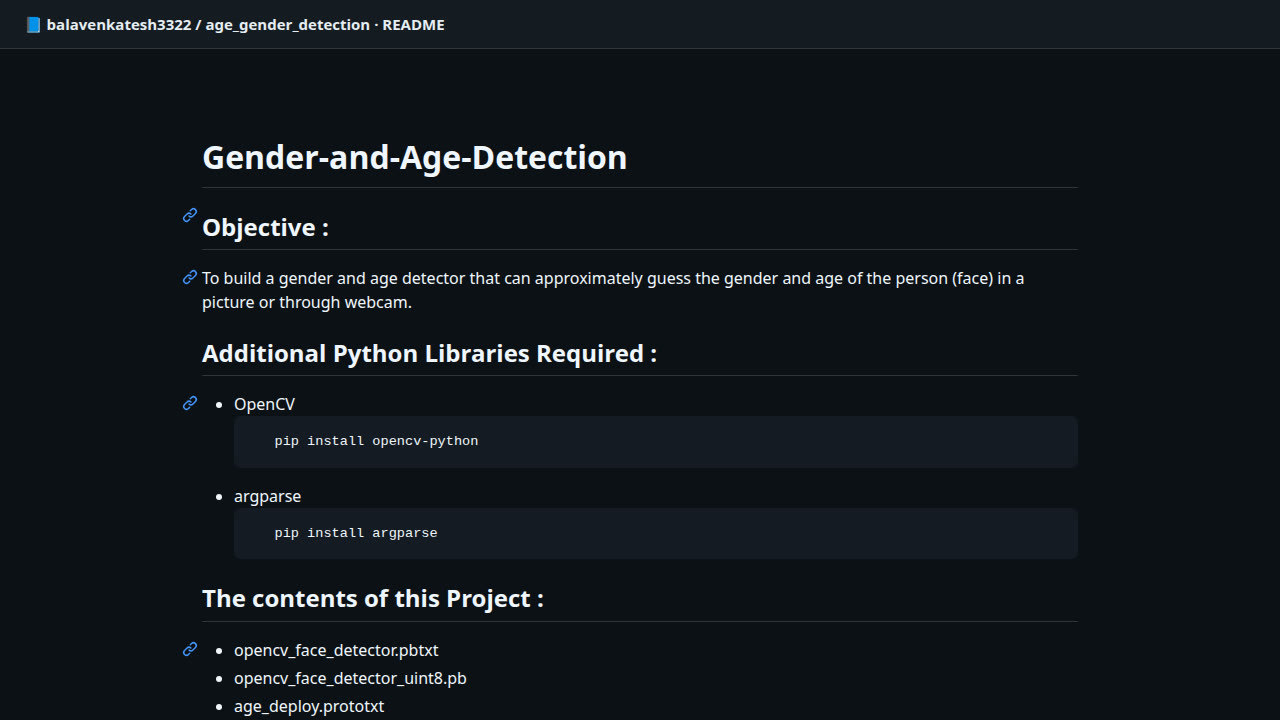 📘 balavenkatesh3322 / age_gender_detection · README
Gender-and-Age-Detection
Objective :
To build a gender and age detector that can approximately guess the gender and age of the person (face) in a
picture or through webcam.
Additional Python Libraries Required :
• OpenCV
pip install opencv-python
• argparse
pip install argparse
The contents of this Project :
• opencv_face_detector.pbtxt
• opencv_face_detector_uint8.pb
• age_deploy.prototxt